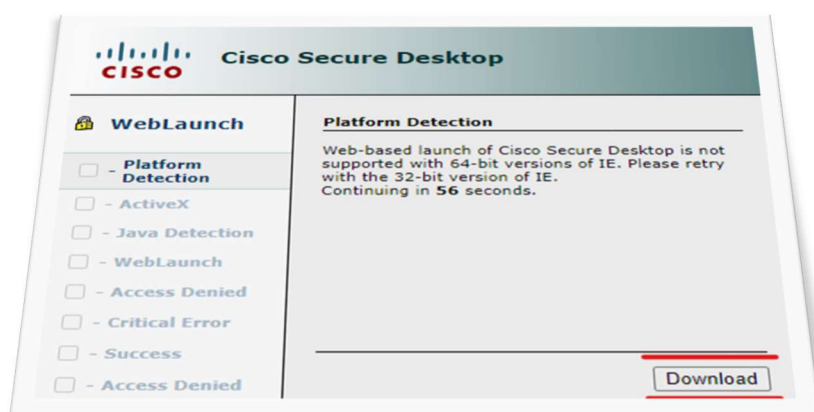 CISCO
Cisco Secure Desktop
WebLaunch
- Platform
Detection
- ActiveX
- Java Detection
- WebLaunch
- Access Denied
- Critical Error
- Success
- Access Denied
Platform Detection
Web-based launch of Cisco Secure Desktop is not
supported with 64-bit versions of IE. Please retry
with the 32-bit version of IE.
Continuing in 56 seconds.
Download